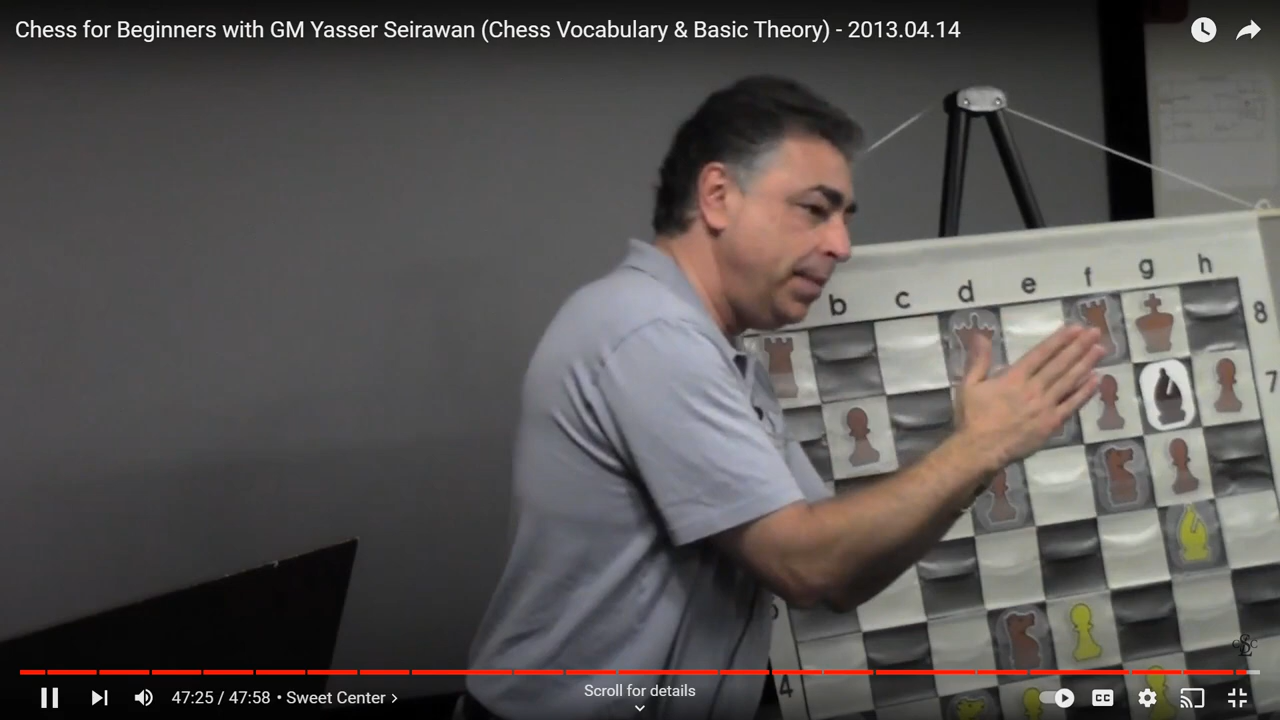 Chess for Beginners with GM Yasser Seirawan (Chess Vocabulary & Basic Theory) - 2013.04.14
b c d e f g h
8
7
4
Scroll for details
47:25 / 47:58 • Sweet Center ›
CC